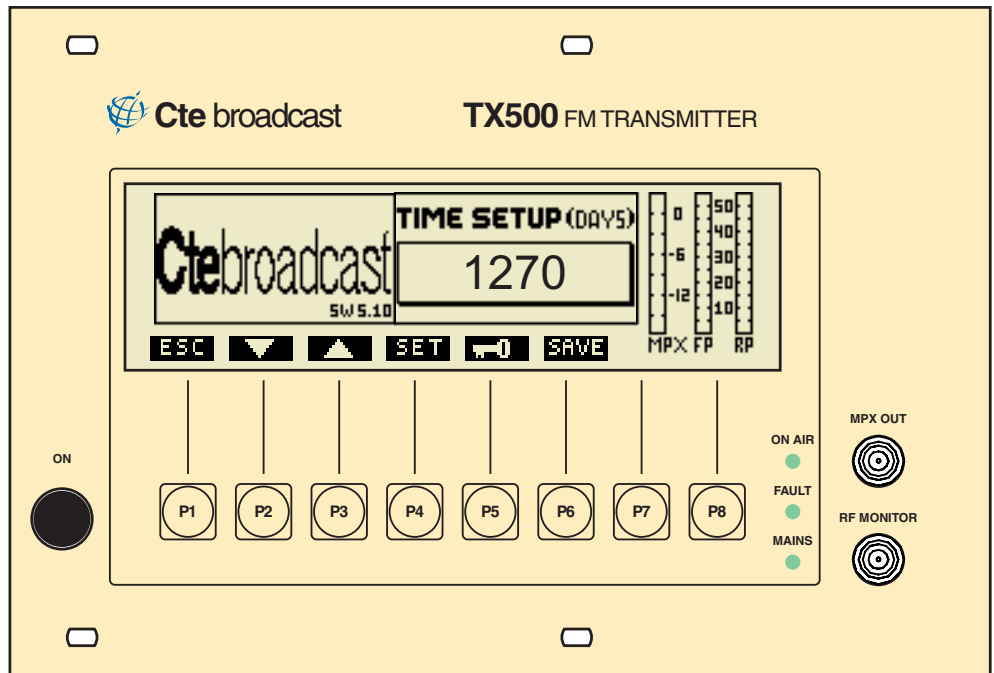 Cte broadcast
TX500 FM TRANSMITTER
Ctebroadcast
SW 5.10
TIME SETUP (DAYS)
1270
0
-6
-12
50
40
30
20
10
MPX FP RP
ESC SET SAVE
P1 P2 P3 P4 P5 P6 P7 P8
ON
ON AIR
FAULT
MAINS
MPX OUT
RF MONITOR